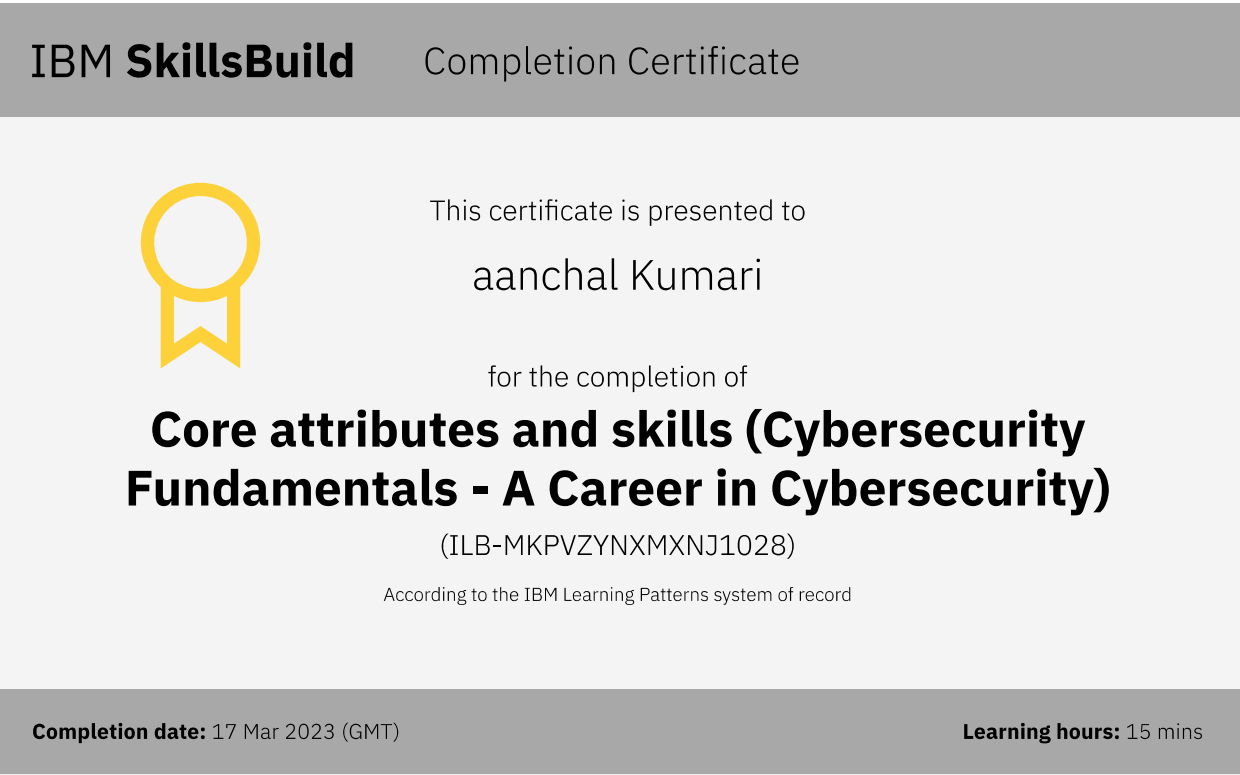 IBM SkillsBuild Completion Certificate
This certificate is presented to
aanchal Kumari
for the completion of
Core attributes and skills (Cybersecurity
Fundamentals - A Career in Cybersecurity)
(ILB-MKPVZYNXMXNJ1028)
According to the IBM Learning Patterns system of record
Completion date: 17 Mar 2023 (GMT) Learning hours: 15 mins